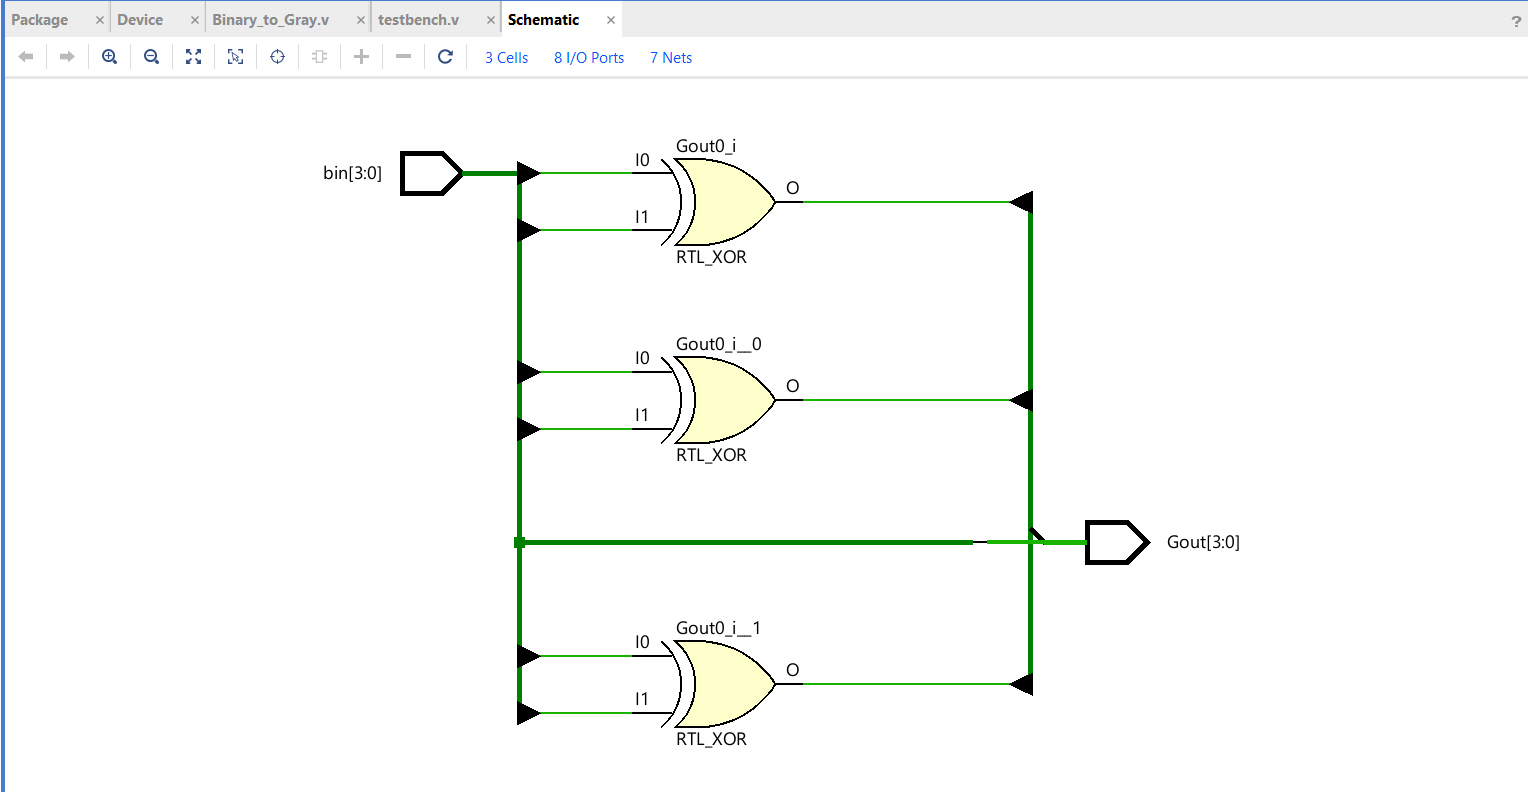 Package Device Binary_to_Gray.v testbench.v Schematic ?
3 Cells 8 I/O Ports 7 Nets
Gout0_i
I0
bin[3:0]
O
I1
RTL_XOR
Gout0_i__0
I0
O
I1
RTL_XOR
Gout[3:0]
Gout0_i__1
I0
O
I1
RTL_XOR